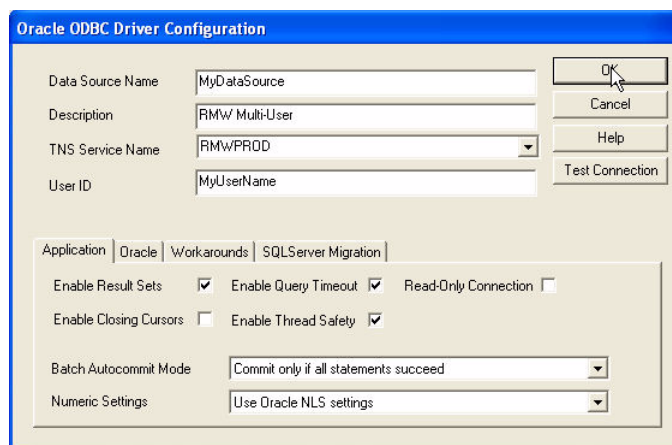 Oracle ODBC Driver Configuration
Data Source Name MyDataSource OK
Description RMW Multi-User Cancel
TNS Service Name RMWPROD Help
User ID MyUserName Test Connection
Application Oracle Workarounds SQLServer Migration
Enable Result Sets Enable Query Timeout Read-Only Connection
Enable Closing Cursors Enable Thread Safety
Batch Autocommit Mode Commit only if all statements succeed
Numeric Settings Use Oracle NLS settings